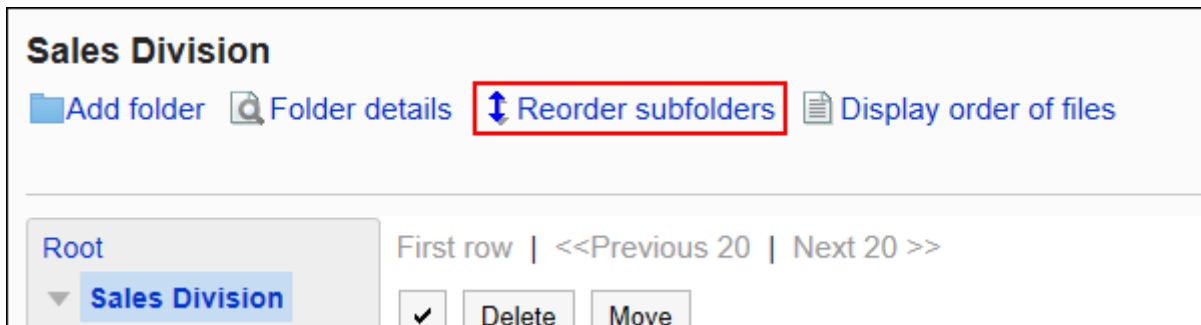 Sales Division
Add folder Folder details Reorder subfolders Display order of files
Root
First row | <<Previous 20 | Next 20 >>
Sales Division
Delete Move